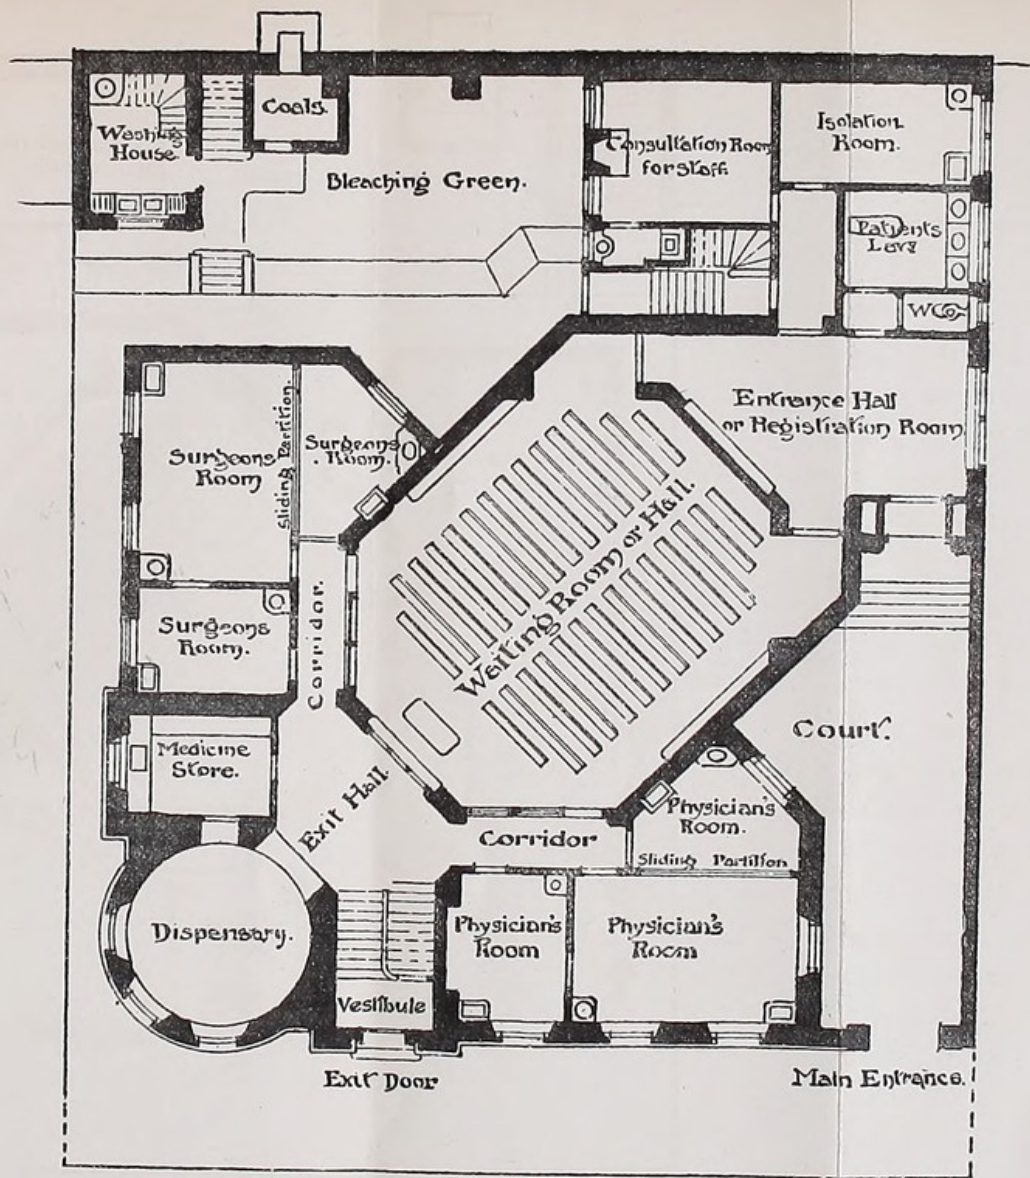 Washing
House.
Coals.
Bleaching Green.
Consultation Room
for Staff.
Isolation
Room.
Patients
Lavy
WC
Entrance Hall
or Registration Room.
Surgeons
Room
Sliding Partition.
Surgeons
Room.
Waiting Room or Hall.
Surgeons
Room.
Corridor.
Court.
Medicine
Store.
Exit Hall.
Physician's
Room.
Corridor
Sliding Partition
Dispensary.
Physician's
Room
Physician's
Room
Vestibule
Exit Door
Main Entrance.